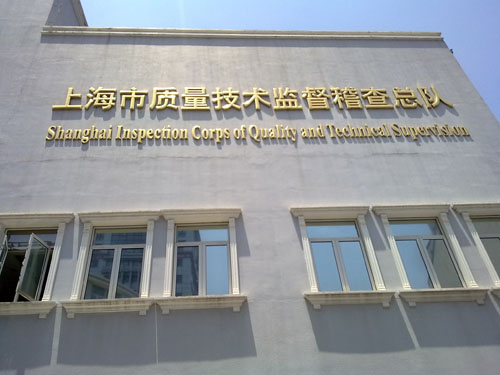 上海市质量技术监督稽查总队
Shanghai Inspection Corps of Quality and Technical Supervision